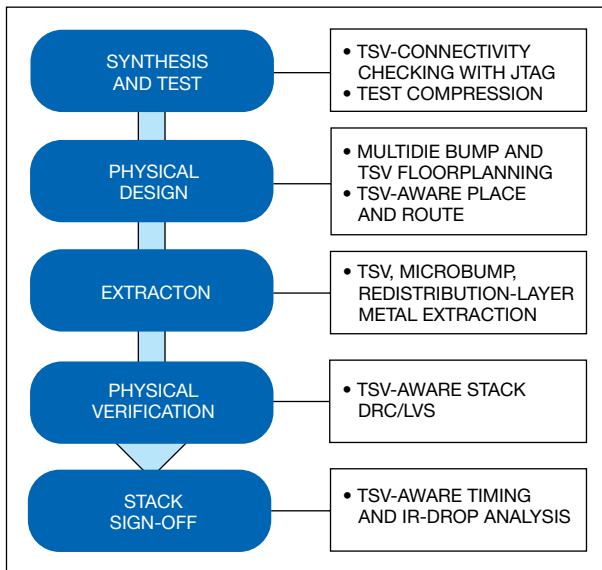 SYNTHESIS
AND TEST
• TSV-CONNECTIVITY
CHECKING WITH JTAG
• TEST COMPRESSION
PHYSICAL
DESIGN
• MULTIDIE BUMP AND
TSV FLOORPLANNING
• TSV-AWARE PLACE
AND ROUTE
EXTRACTON
• TSV, MICROBUMP,
REDISTRIBUTION-LAYER
METAL EXTRACTION
PHYSICAL
VERIFICATION
• TSV-AWARE STACK
DRC/LVS
STACK
SIGN-OFF
• TSV-AWARE TIMING
AND IR-DROP ANALYSIS